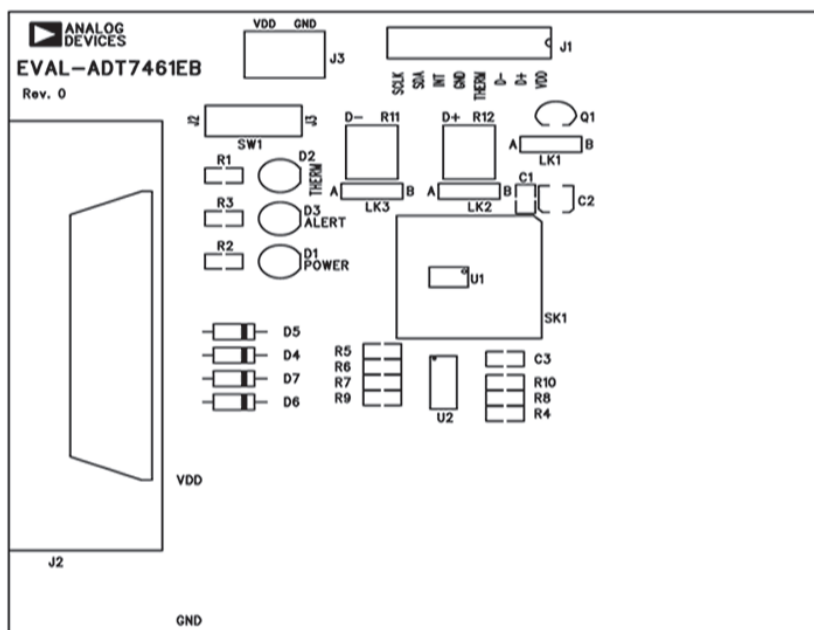 ANALOG
DEVICES
EVAL-ADT7461EB
Rev. 0
VDD GND
J3
J1
SCLK SDA INT GND THERM D- D+ VDD
J2 J3
SW1
D- R11
D+ R12
Q1
A B
LK1
R1 D2
THERM
A B
LK3
A B
LK2
C1
C2
R3 D3
ALERT
R2 D1
POWER
U1
SK1
D5
D4
D7
D6
R5
R6
R7
R9
U2
C3
R10
R8
R4
VDD
J2
GND